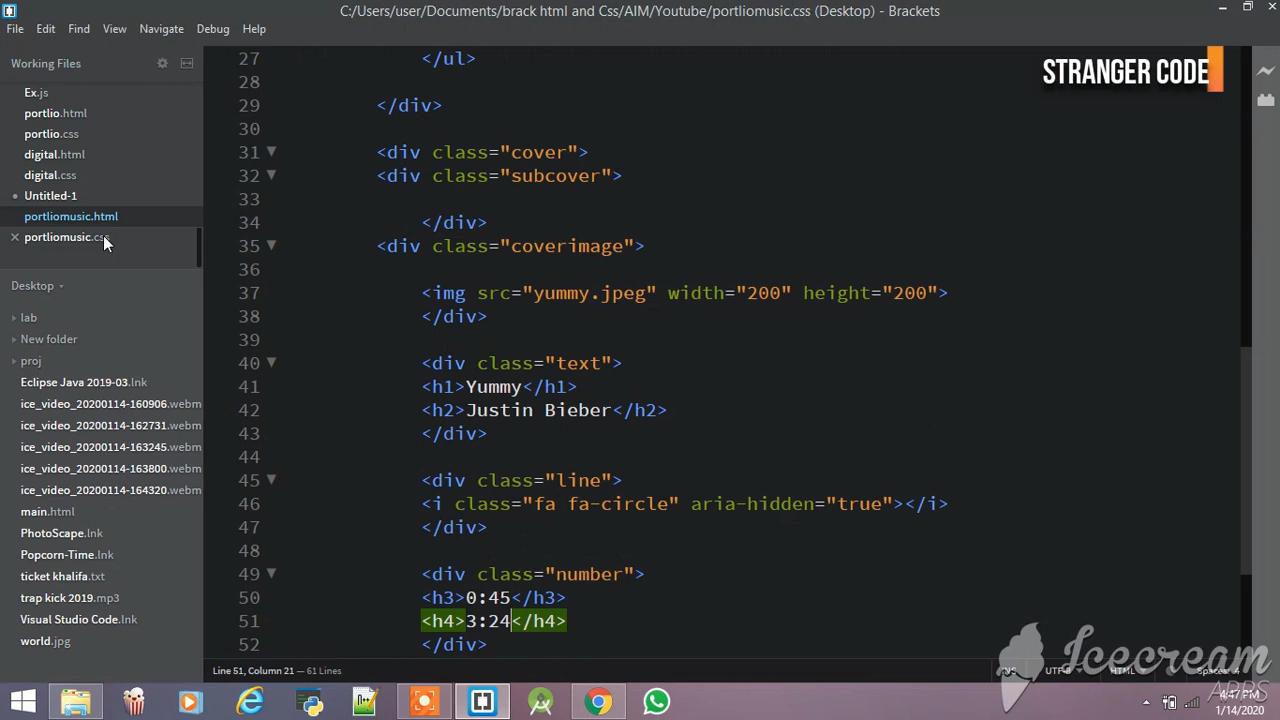 C:/Users/user/Documents/brack html and Css/AIM/Youtube/portliomusic.css (Desktop) - Brackets
File Edit Find View Navigate Debug Help
Working Files
Ex.js
portlio.html
portlio.css
digital.html
digital.css
Untitled-1
portliomusic.html
portliomusic.css
Desktop
lab
New folder
proj
Eclipse Java 2019-03.lnk
ice_video_20200114-160906.webm
ice_video_20200114-162731.webm
ice_video_20200114-163245.webm
ice_video_20200114-163800.webm
ice_video_20200114-164320.webm
main.html
PhotoScape.lnk
Popcorn-Time.lnk
ticket khalifa.txt
trap kick 2019.mp3
Visual Studio Code.lnk
world.jpg
STRANGER CODE
27 </ul>
28
29 </div>
30
31 <div class="cover">
32 <div class="subcover">
33
34 </div>
35 <div class="coverimage">
36
37 <img src="yummy.jpeg" width="200" height="200">
38 </div>
39
40 <div class="text">
41 <h1>Yummy</h1>
42 <h2>Justin Bieber</h2>
43 </div>
44
45 <div class="line">
46 <i class="fa fa-circle" aria-hidden="true"></i>
47 </div>
48
49 <div class="number">
50 <h3>0:45</h3>
51 <h4>3:24</h4>
52 </div>
Line 51, Column 21 — 61 Lines
HTML
Spaces: 4
Icecream
APPS
4:47 PM
1/14/2020